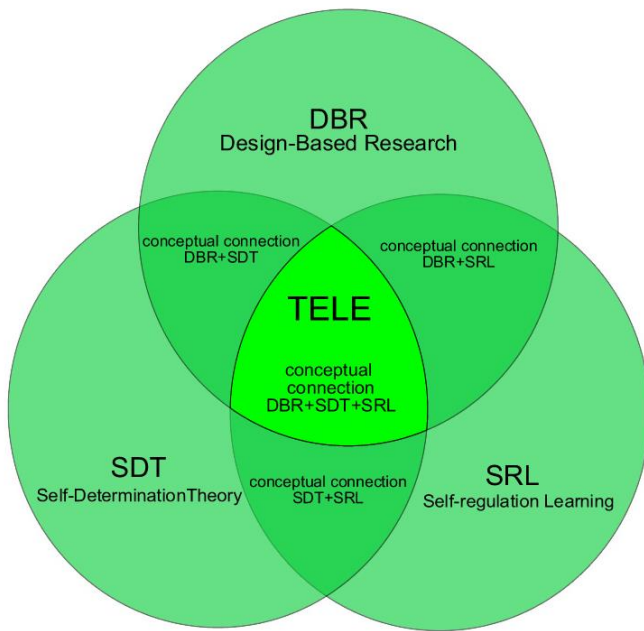 DBR
Design-Based Research
conceptual connection
DBR+SDT
conceptual connection
DBR+SRL
TELE
conceptual
connection
DBR+SDT+SRL
SDT
Self-DeterminationTheory
conceptual connection
SDT+SRL
SRL
Self-regulation Learning